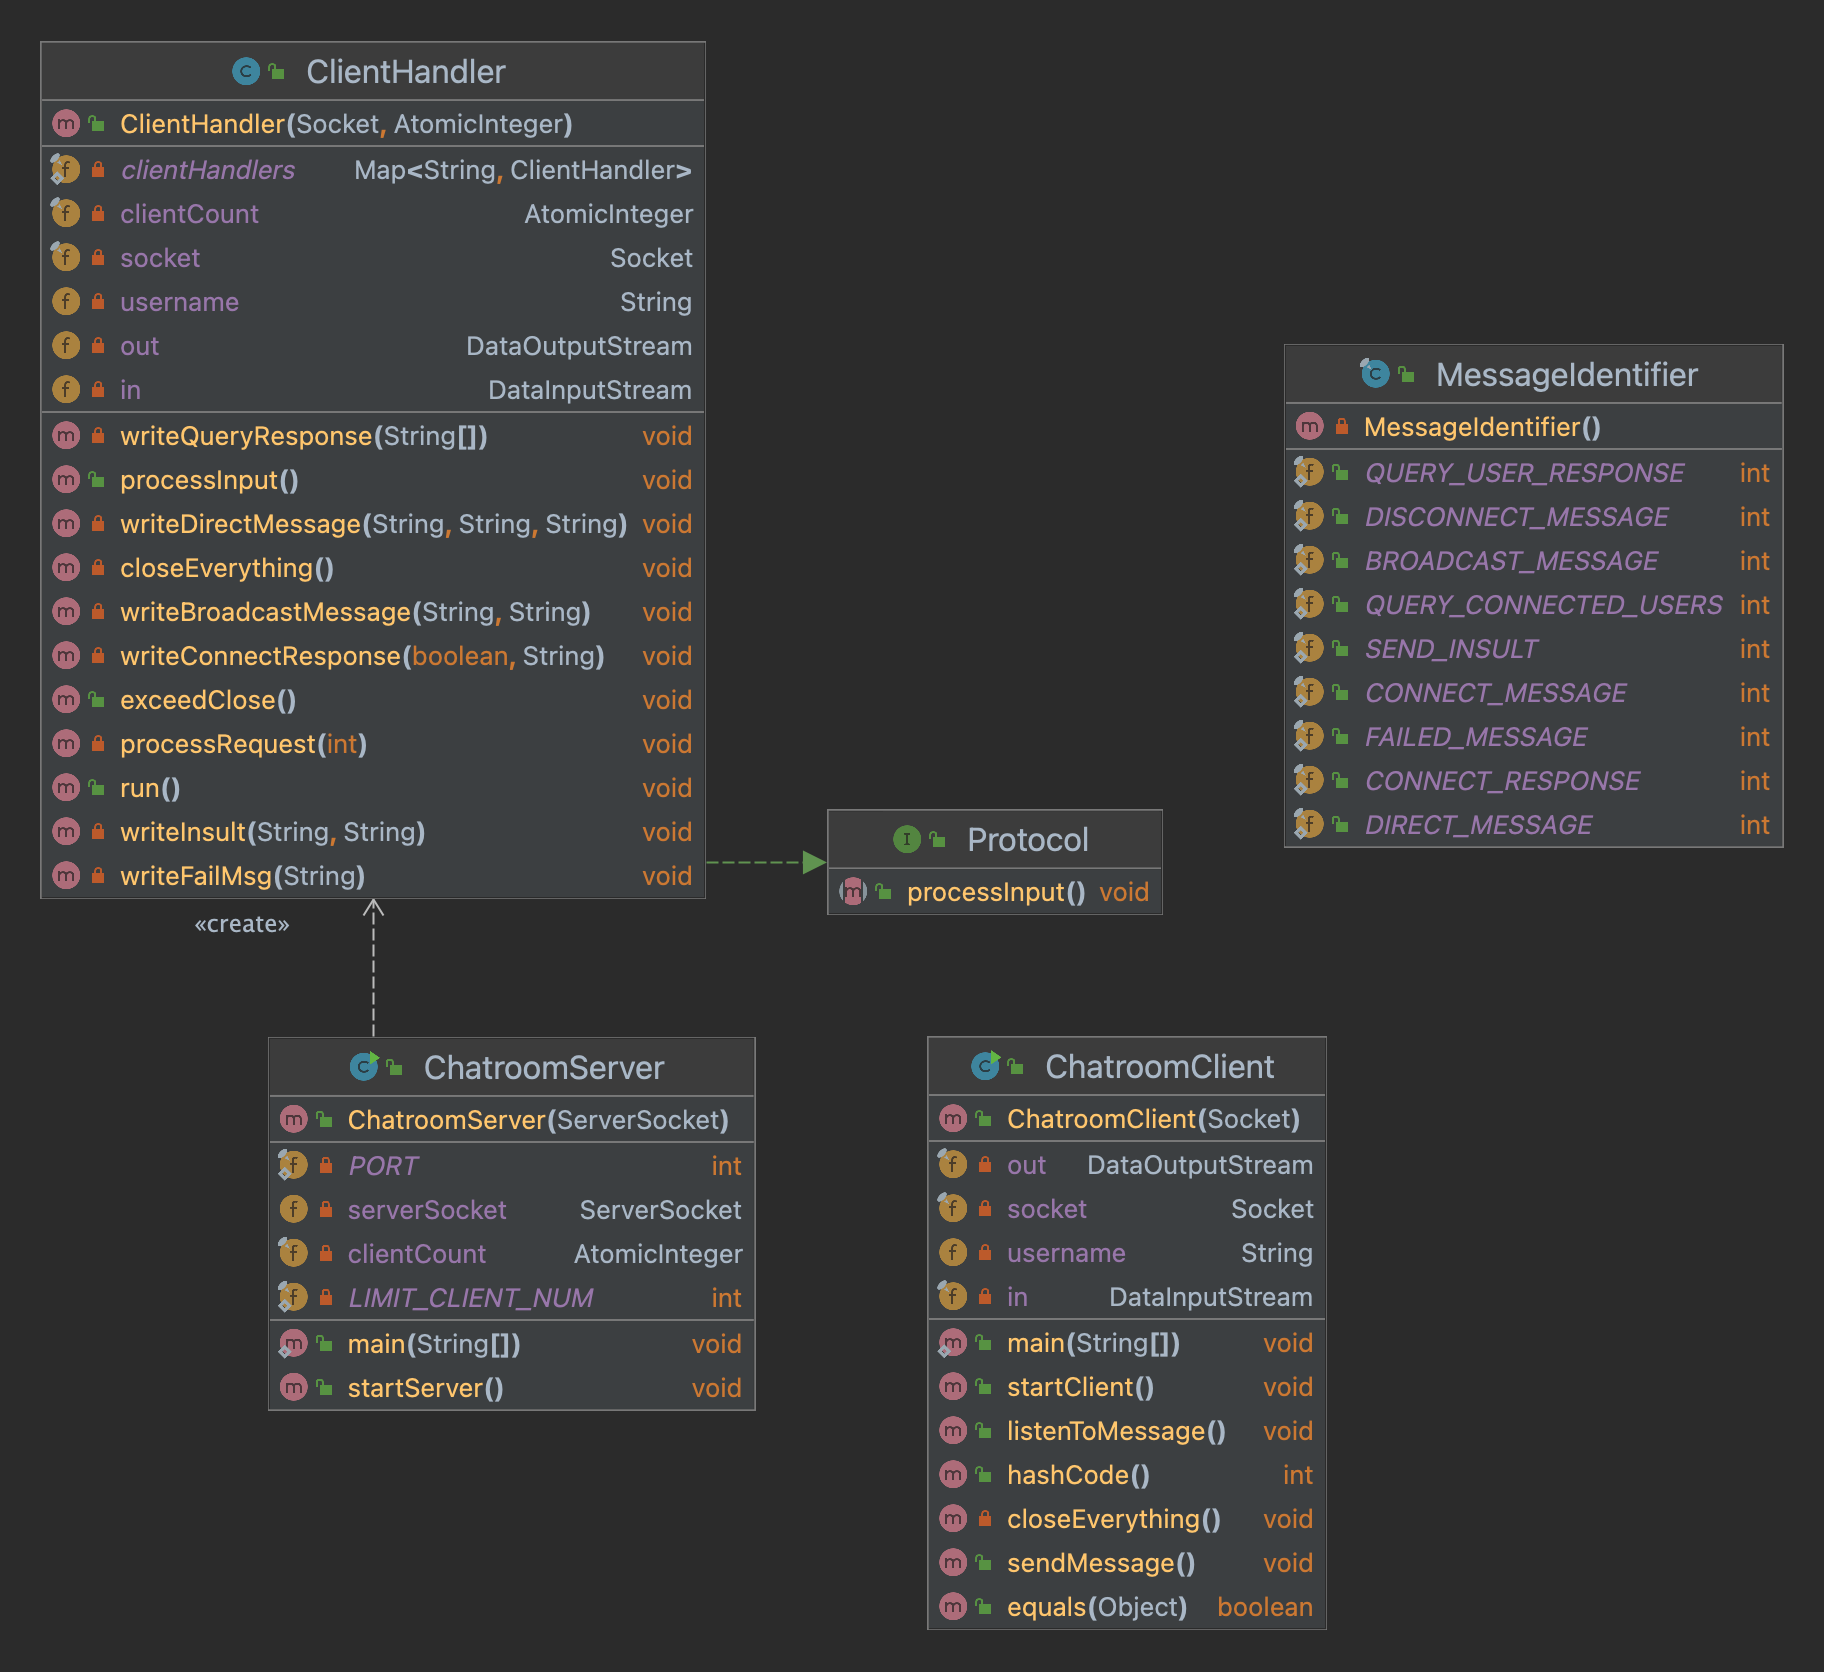 ClientHandler
ClientHandler(Socket, AtomicInteger)
clientHandlers Map<String, ClientHandler>
clientCount AtomicInteger
socket Socket
username String
out DataOutputStream
in DataInputStream
writeQueryResponse(String[]) void
processInput() void
writeDirectMessage(String, String, String) void
closeEverything() void
writeBroadcastMessage(String, String) void
writeConnectResponse(boolean, String) void
exceedClose() void
processRequest(int) void
run() void
writeInsult(String, String) void
writeFailMsg(String) void
MessageIdentifier
MessageIdentifier()
QUERY_USER_RESPONSE int
DISCONNECT_MESSAGE int
BROADCAST_MESSAGE int
QUERY_CONNECTED_USERS int
SEND_INSULT int
CONNECT_MESSAGE int
FAILED_MESSAGE int
CONNECT_RESPONSE int
DIRECT_MESSAGE int
Protocol
processInput() void
«create»
ChatroomServer
ChatroomServer(ServerSocket)
PORT int
serverSocket ServerSocket
clientCount AtomicInteger
LIMIT_CLIENT_NUM int
main(String[]) void
startServer() void
ChatroomClient
ChatroomClient(Socket)
out DataOutputStream
socket Socket
username String
in DataInputStream
main(String[]) void
startClient() void
listenToMessage() void
hashCode() int
closeEverything() void
sendMessage() void
equals(Object) boolean